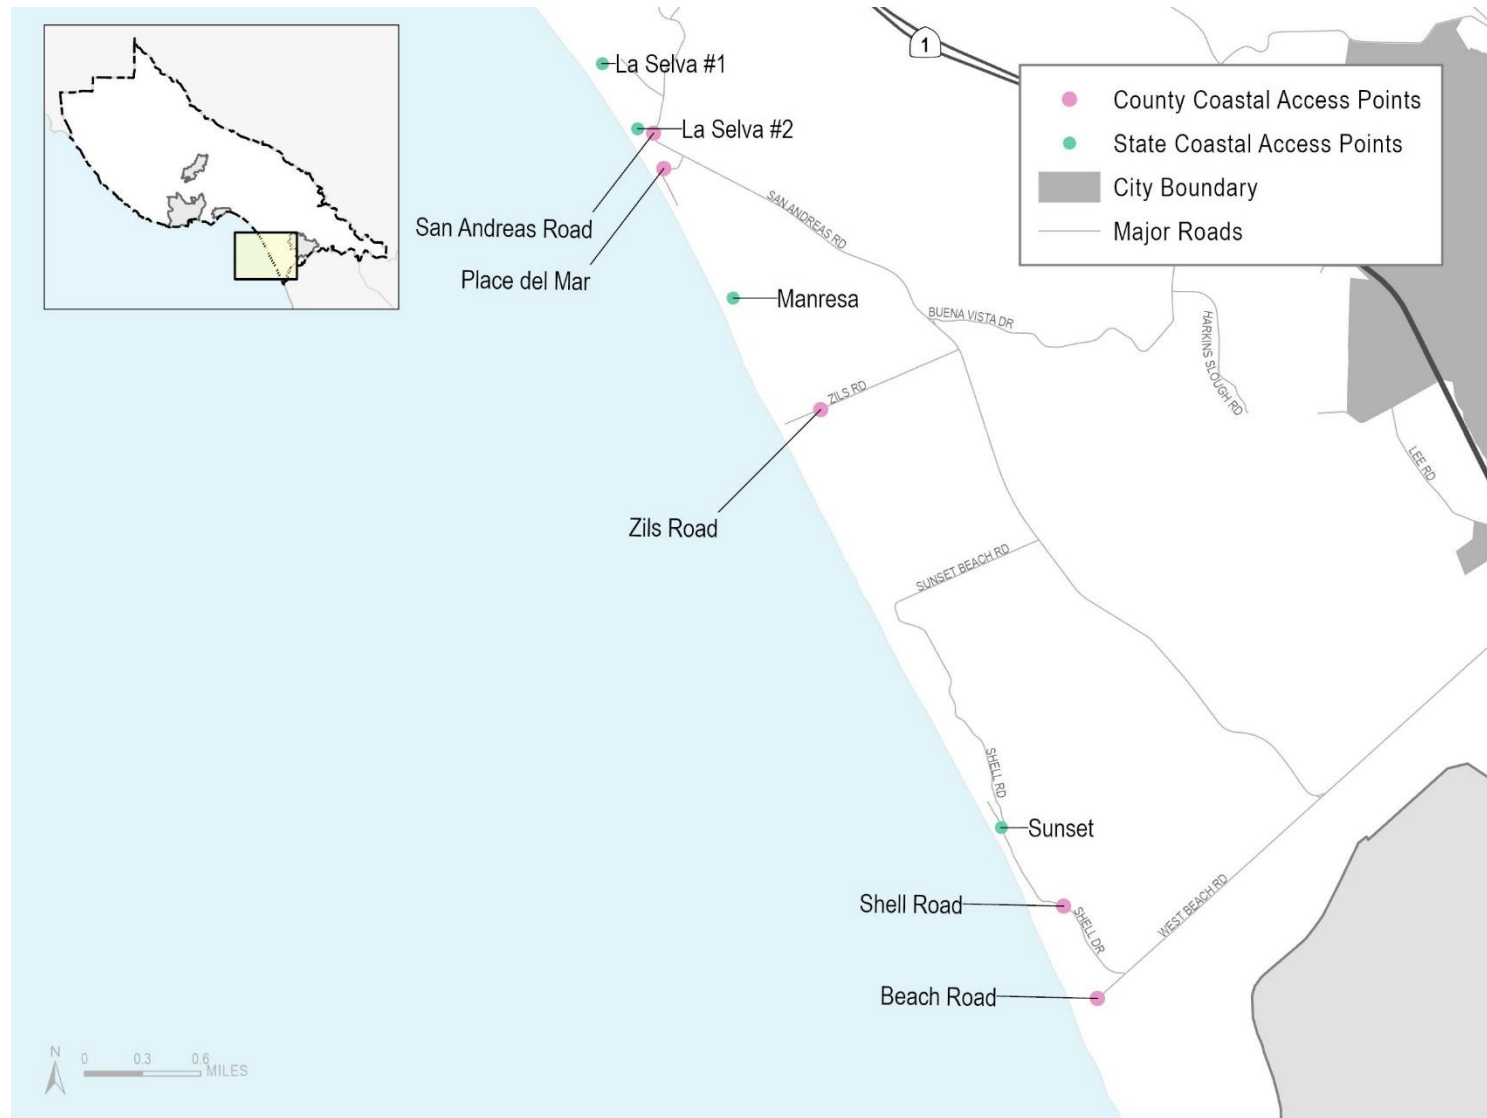 La Selva #1
1
County Coastal Access Points
La Selva #2
State Coastal Access Points
City Boundary
Major Roads
San Andreas Road
SAN ANDREAS RD
Place del Mar
Manresa
BUENA VISTA DR
HARKINS SLOUGH RD
ZILS RD
LEE RD
Zils Road
SUNSET BEACH RD
SHELL RD
Sunset
Shell Road
SHELL DR
WEST BEACH RD
Beach Road
N
0 0.3 0.6
MILES